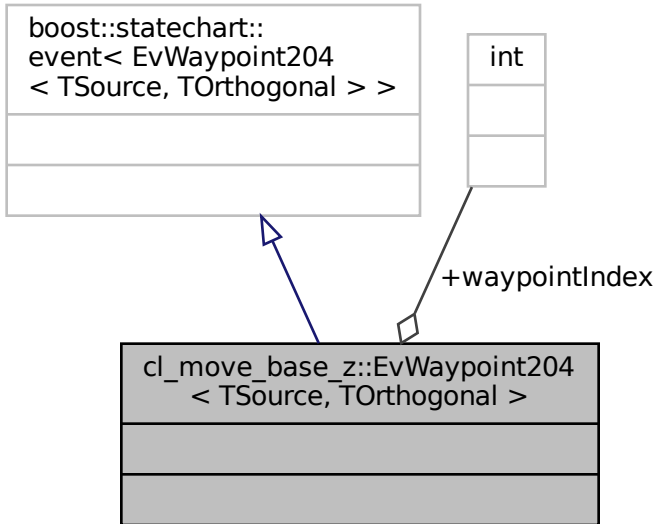 boost::statechart::
event< EvWaypoint204
< TSource, TOrthogonal > >
int
+waypointIndex
cl_move_base_z::EvWaypoint204
< TSource, TOrthogonal >